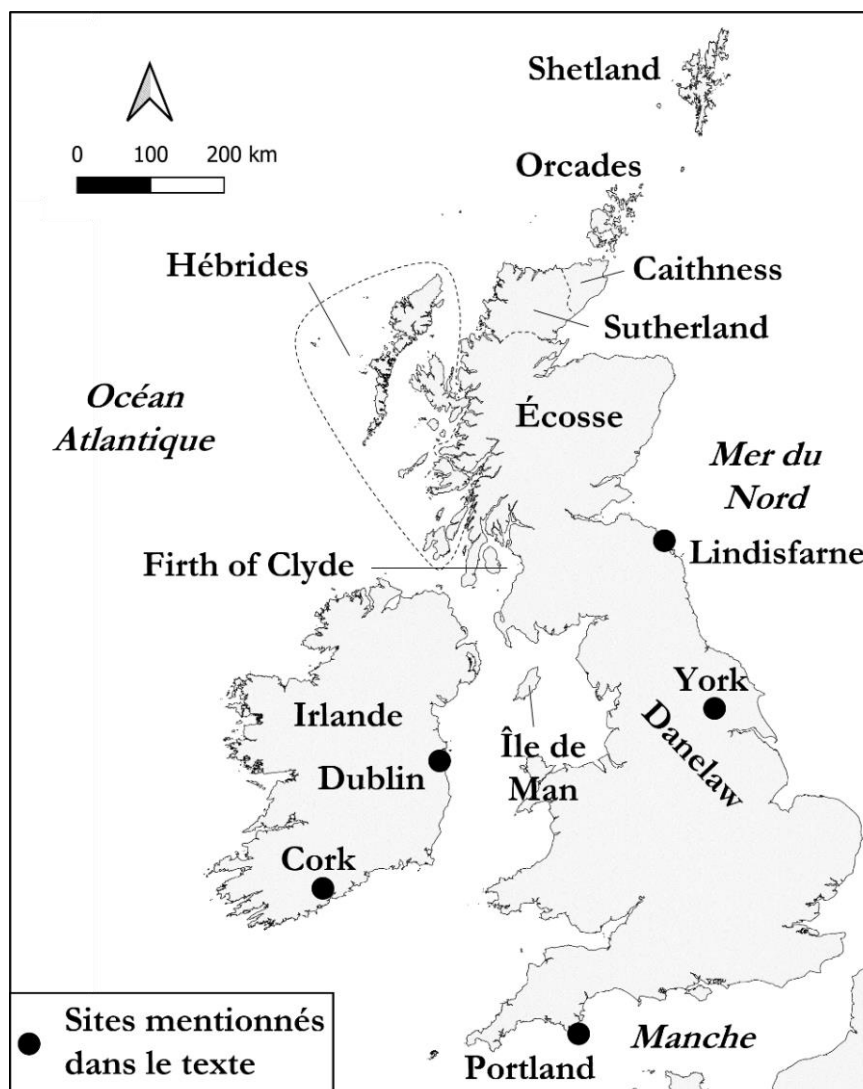 Shetland
0 100 200 km
Orcades
Hébrides
Caithness
Sutherland
Océan
Atlantique
Écosse
Mer du
Nord
Firth of Clyde
Lindisfarne
York
Irlande
Danelaw
Île de
Man
Dublin
Cork
Sites mentionnés
dans le texte
Manche
Portland